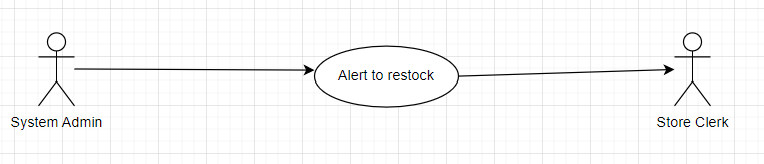 Alert to restock
System Admin
Store Clerk